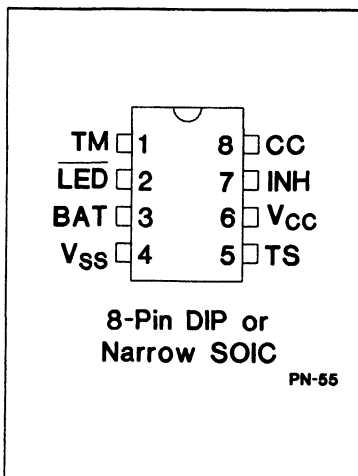 TM 1 8 CC
LED 2 7 INH
BAT 3 6 VCC
VSS 4 5 TS
8-Pin DIP or
Narrow SOIC
PN-55